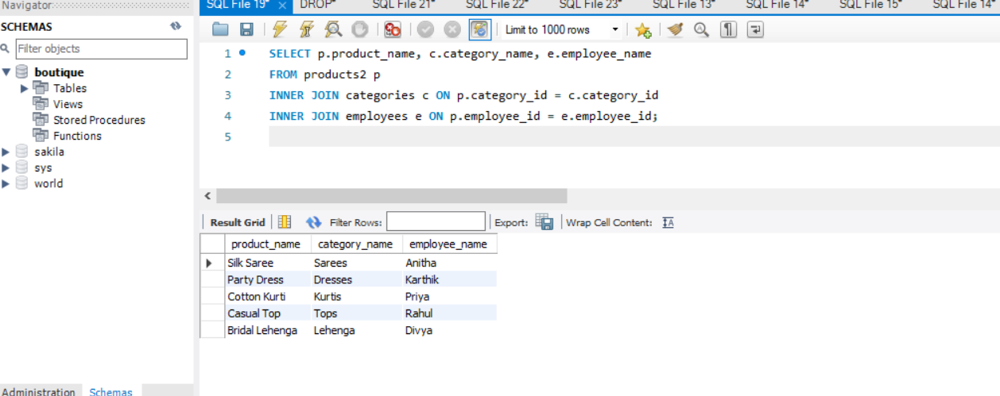 Navigator:
SQL File 19* × DROP* SQL File 21* SQL File 22* SQL File 23* SQL File 13* SQL File 14* SQL File 15* SQL File 14*
SCHEMAS
Filter objects
boutique
Tables
Views
Stored Procedures
Functions
sakila
sys
world
Administration Schemas
Limit to 1000 rows
1 SELECT p.product_name, c.category_name, e.employee_name
2 FROM products2 p
3 INNER JOIN categories c ON p.category_id = c.category_id
4 INNER JOIN employees e ON p.employee_id = e.employee_id;
5
Result Grid Filter Rows: Export: Wrap Cell Content: IA
product_name category_name employee_name
Silk Saree Sarees Anitha
Party Dress Dresses Karthik
Cotton Kurti Kurtis Priya
Casual Top Tops Rahul
Bridal Lehenga Lehenga Divya